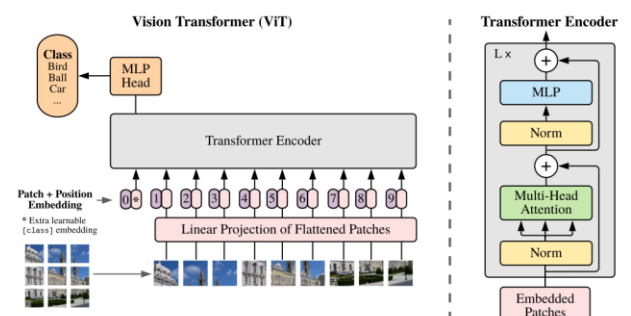 Vision Transformer (ViT)
Class
Bird
Ball
Car
...
MLP
Head
Transformer Encoder
Patch + Position
Embedding
* Extra learnable
[class] embedding
0 *
1
2
3
4
5
6
7
8
9
Linear Projection of Flattened Patches
Transformer Encoder
L ×
+
MLP
Norm
+
Multi-Head
Attention
Norm
Embedded
Patches